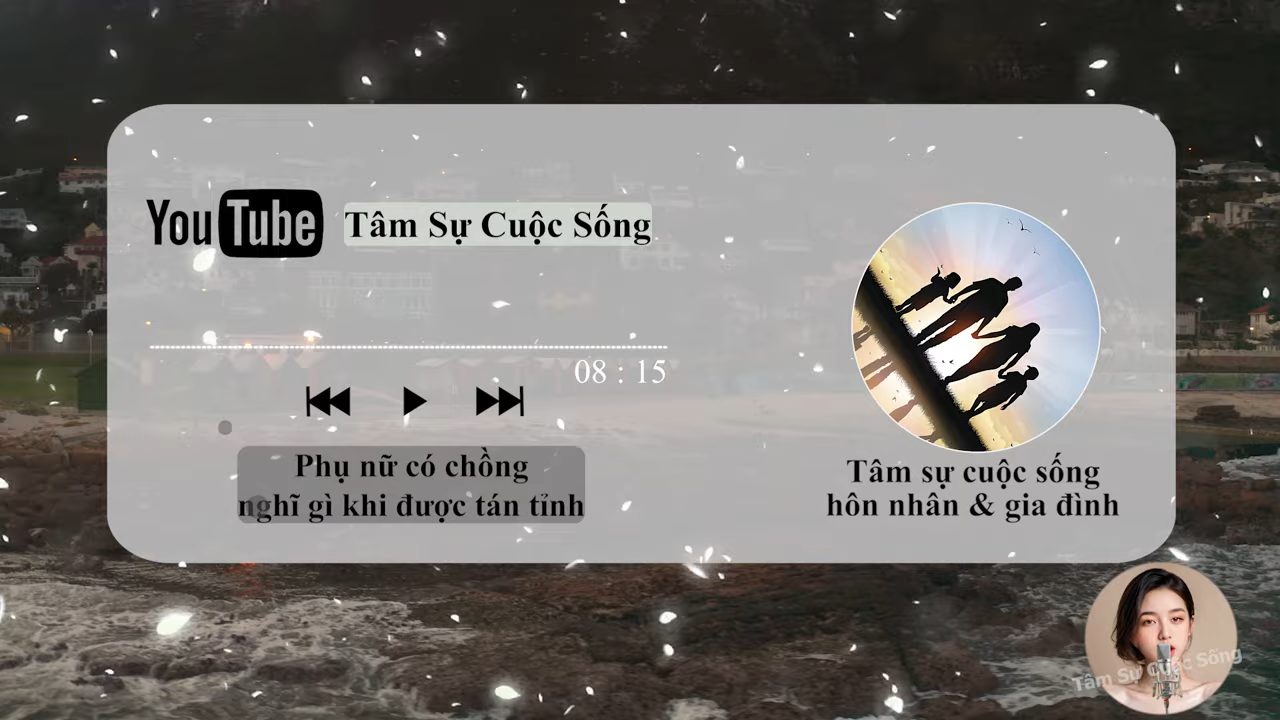 YouTube
Tâm Sự Cuộc Sống
08 : 15
Phụ nữ có chồng
nghĩ gì khi được tán tỉnh
Tâm sự cuộc sống
hôn nhân & gia đình
Tâm Sự Cuộc Sống